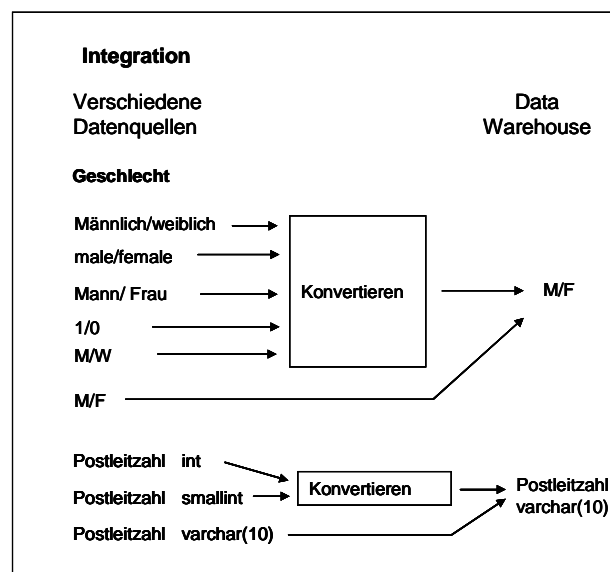 Integration
Verschiedene Datenquellen
Data Warehouse
Geschlecht
Männlich/weiblich
male/female
Mann/ Frau
1/0
M/W
M/F
Konvertieren
M/F
Postleitzahl int
Postleitzahl smallint
Postleitzahl varchar(10)
Konvertieren
Postleitzahl
varchar(10)